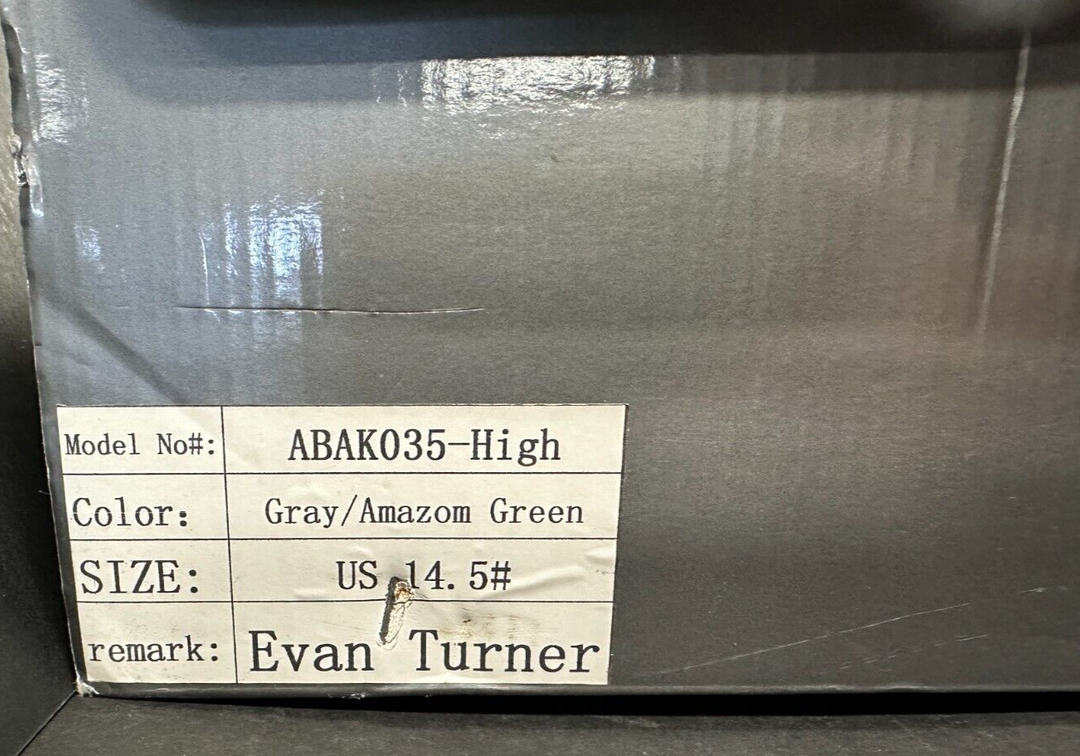 Model No#: ABAK035-High
Color: Gray/Amazom Green
SIZE: US 14.5#
remark: Evan Turner